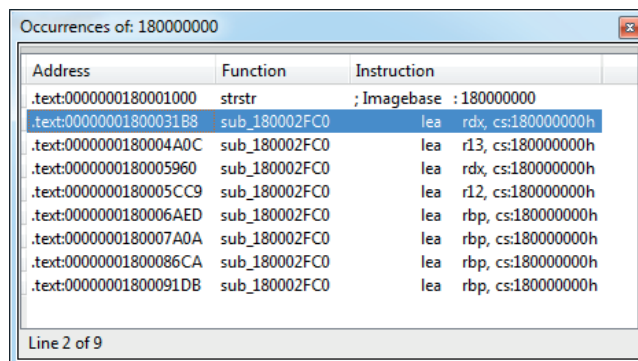 Occurrences of: 180000000
Address Function Instruction
.text:0000000180001000 strstr ; Imagebase : 180000000
.text:00000001800031B8 sub_180002FC0 lea rdx, cs:180000000h
.text:0000000180004A0C sub_180002FC0 lea r13, cs:180000000h
.text:0000000180005960 sub_180002FC0 lea rdx, cs:180000000h
.text:0000000180005CC9 sub_180002FC0 lea r12, cs:180000000h
.text:0000000180006AED sub_180002FC0 lea rbp, cs:180000000h
.text:0000000180007A0A sub_180002FC0 lea rbp, cs:180000000h
.text:00000001800086CA sub_180002FC0 lea rbp, cs:180000000h
.text:00000001800091DB sub_180002FC0 lea rbp, cs:180000000h
Line 2 of 9